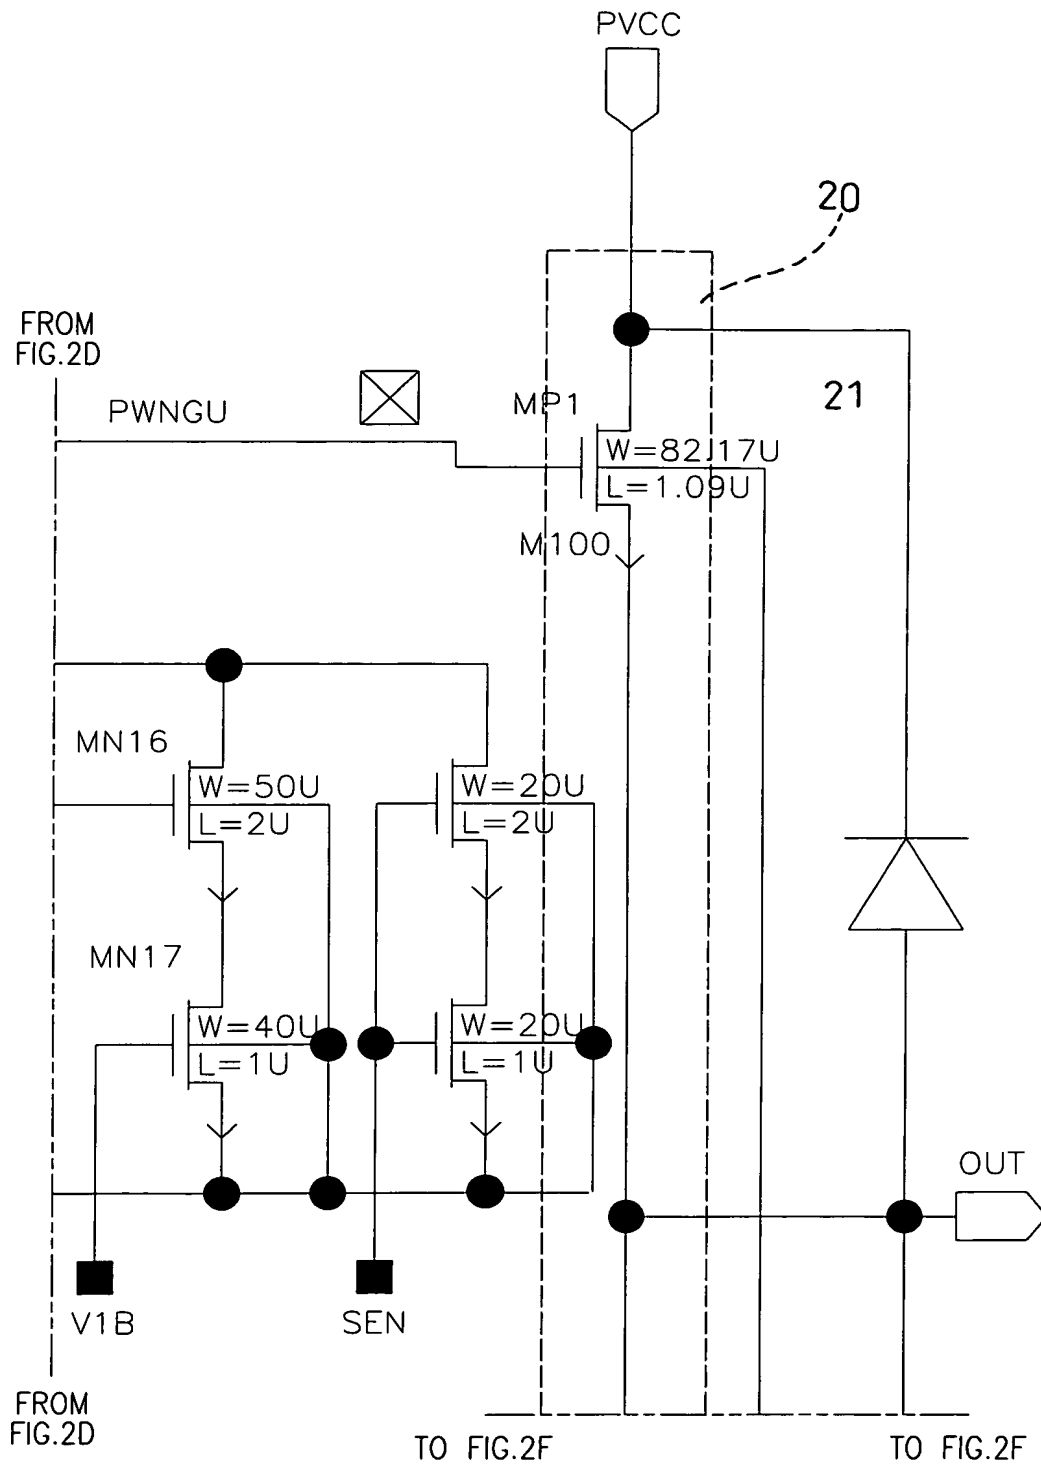 PVCC
20
FROM
FIG.2D
21
PWNGU
MP1
W=82.17U
L=1.09U
M100
MN16
W=50U
L=2U
W=20U
L=2U
MN17
W=40U
L=1U
W=20U
L=1U
OUT
V1B
SEN
FROM
FIG.2D
TO FIG.2F
TO FIG.2F